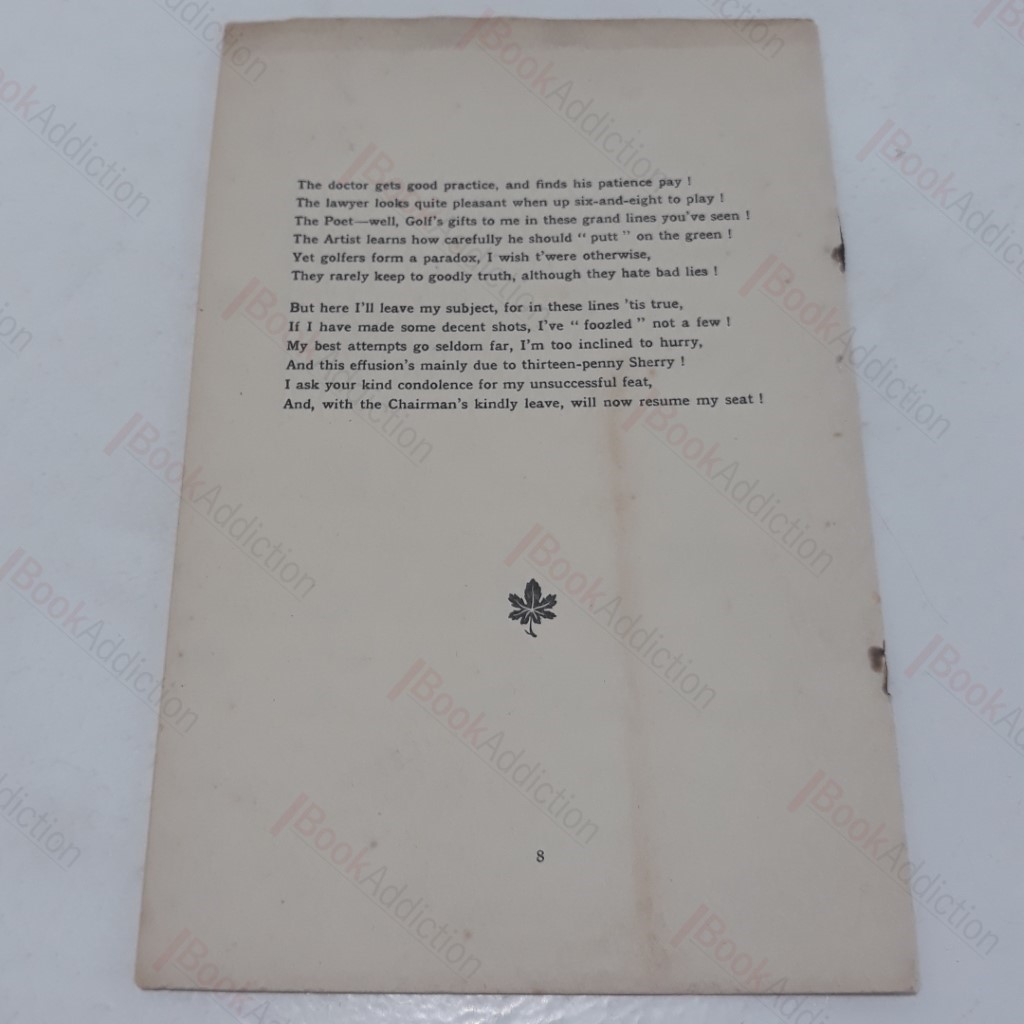 The doctor gets good practice, and finds his patience pay !
The lawyer looks quite pleasant when up six-and-eight to play !
The Poet—well, Golf's gifts to me in these grand lines you've seen !
The Artist learns how carefully he should “ putt ” on the green !
Yet golfers form a paradox, I wish t'were otherwise,
They rarely keep to goodly truth, although they hate bad lies !
But here I'll leave my subject, for in these lines 'tis true,
If I have made some decent shots, I've “ foozled ” not a few !
My best attempts go seldom far, I'm too inclined to hurry,
And this effusion's mainly due to thirteen-penny Sherry !
I ask your kind condolence for my unsuccessful feat,
And, with the Chairman's kindly leave, will now resume my seat !
8
BookAddiction